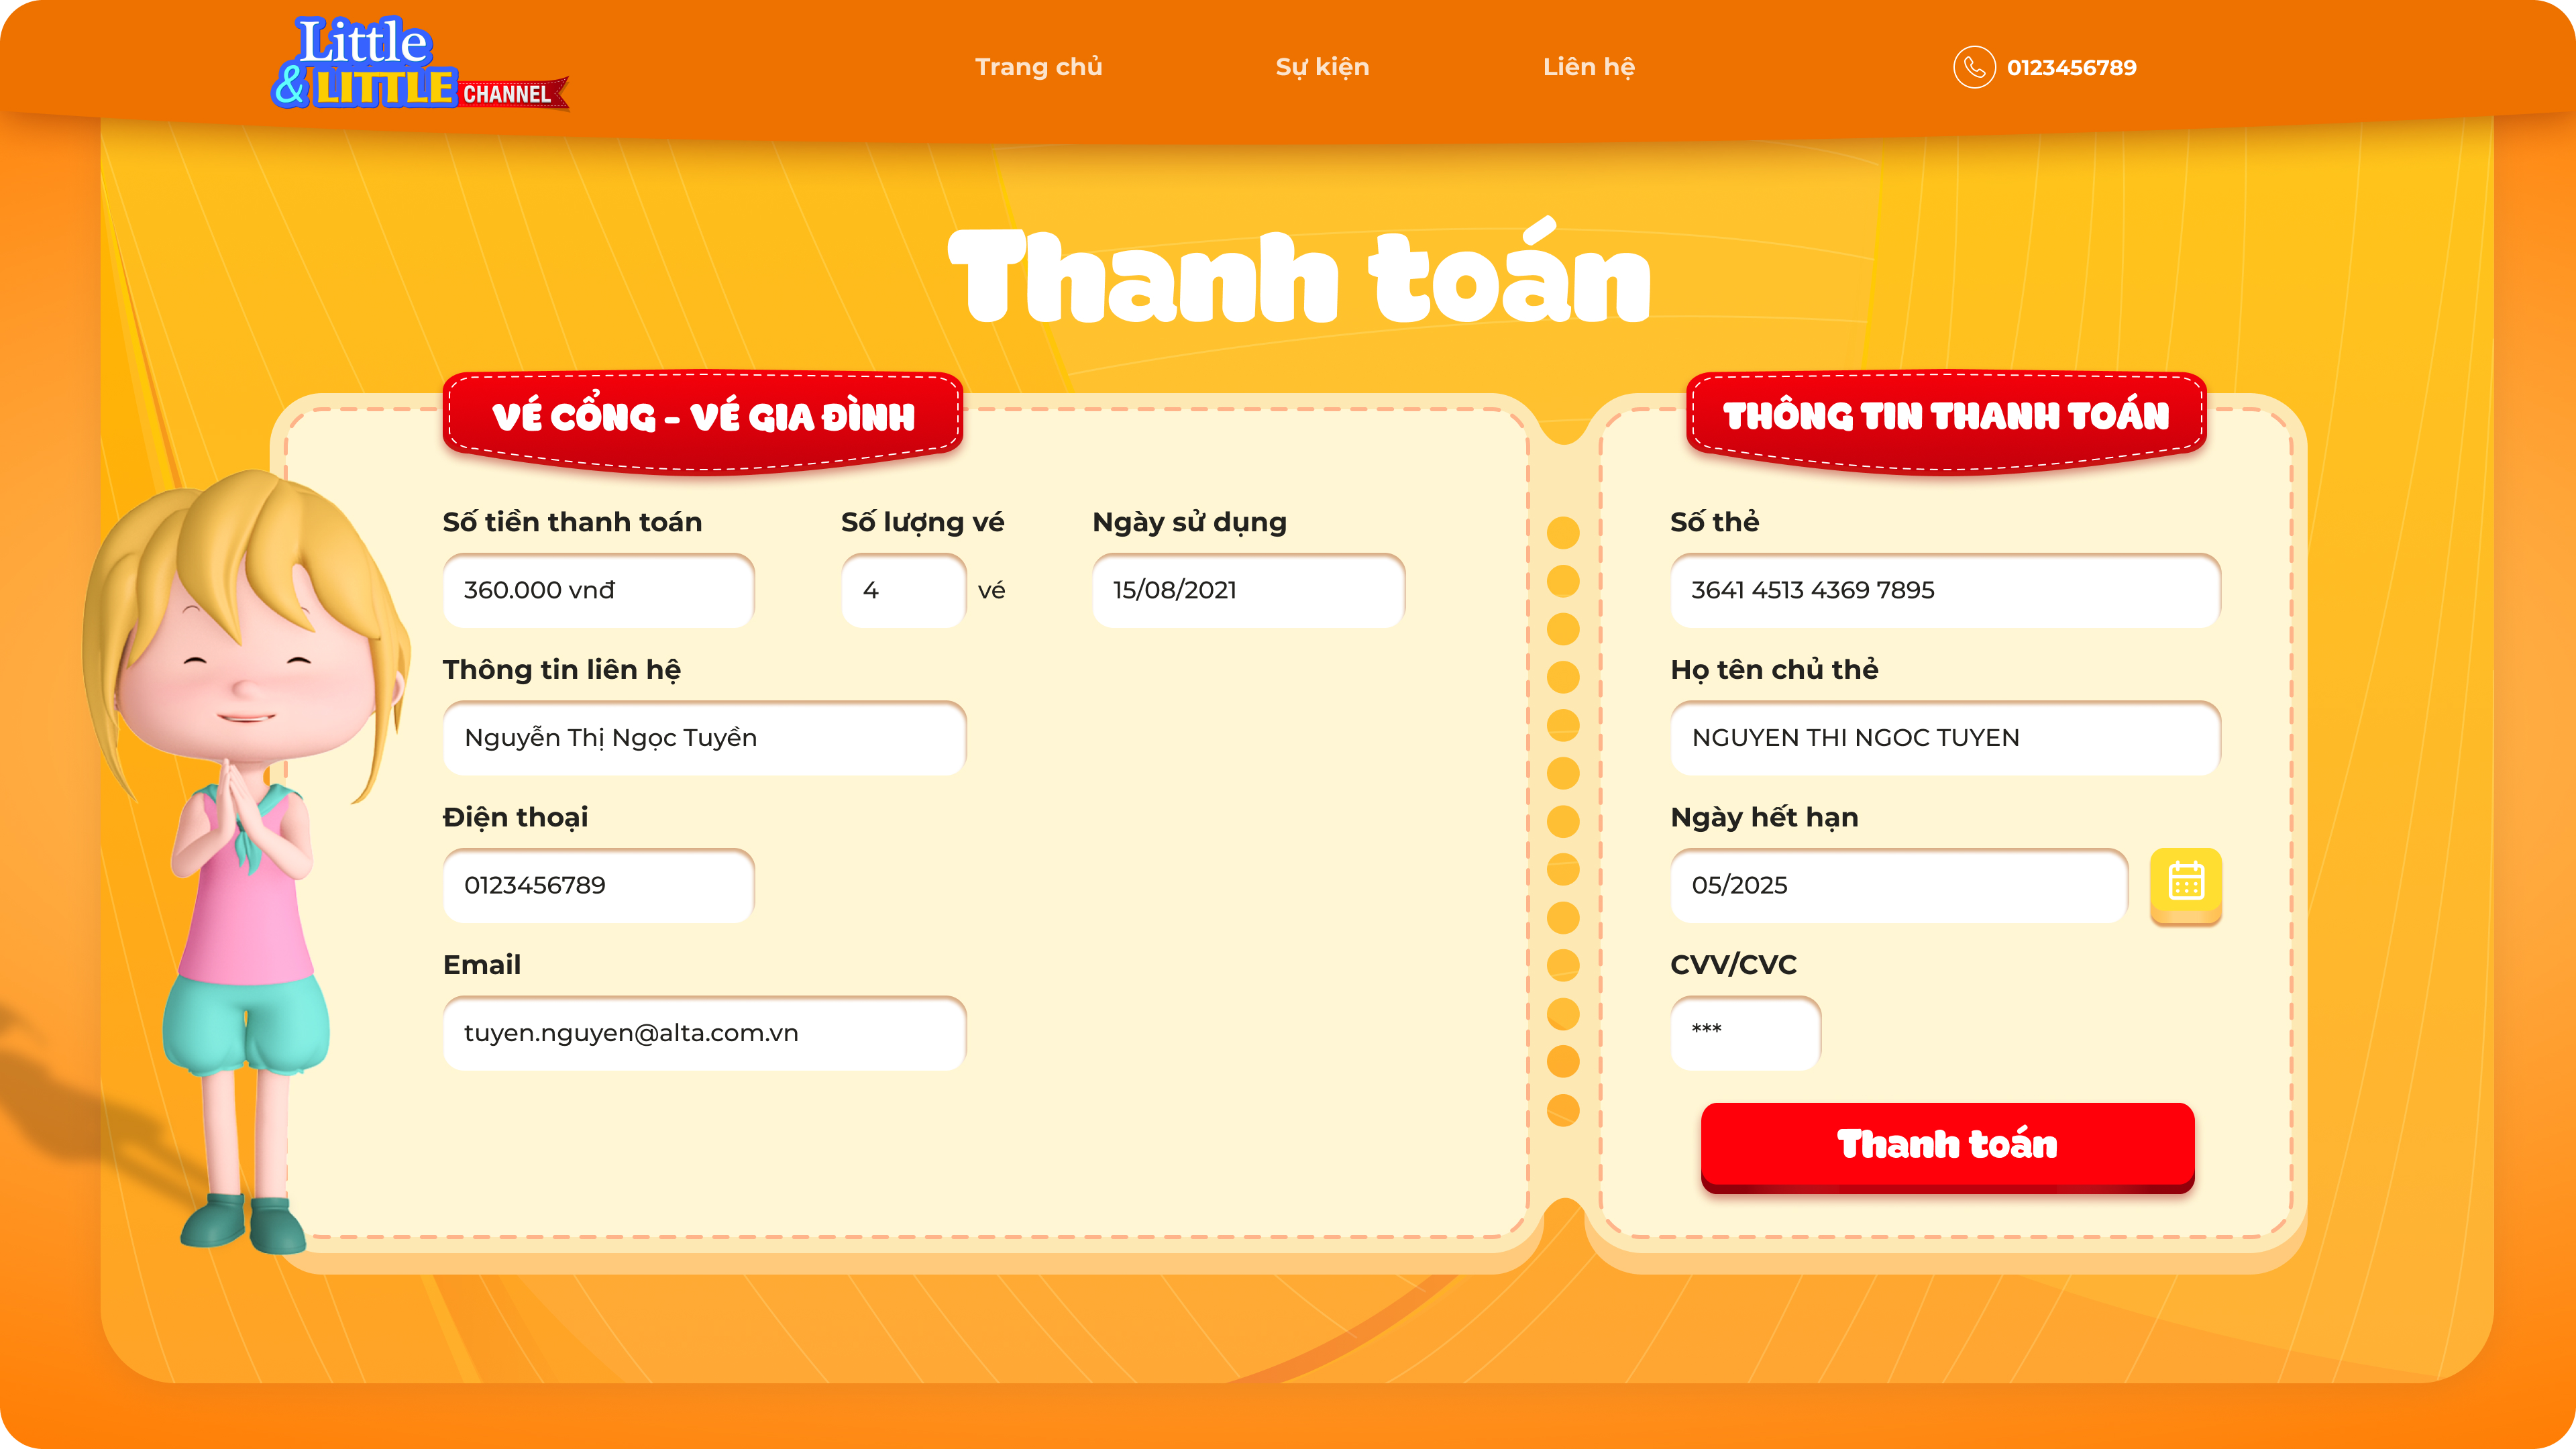 Little
& LITTLE CHANNEL
Trang chủ
Sự kiện
Liên hệ
0123456789
Thanh toán
VÉ CỔNG - VÉ GIA ĐÌNH
Số tiền thanh toán
360.000 vnđ
Số lượng vé
4 vé
Ngày sử dụng
15/08/2021
Thông tin liên hệ
Nguyễn Thị Ngọc Tuyền
Điện thoại
0123456789
Email
tuyen.nguyen@alta.com.vn
THÔNG TIN THANH TOÁN
Số thẻ
3641 4513 4369 7895
Họ tên chủ thẻ
NGUYEN THI NGOC TUYEN
Ngày hết hạn
05/2025
CVV/CVC
***
Thanh toán